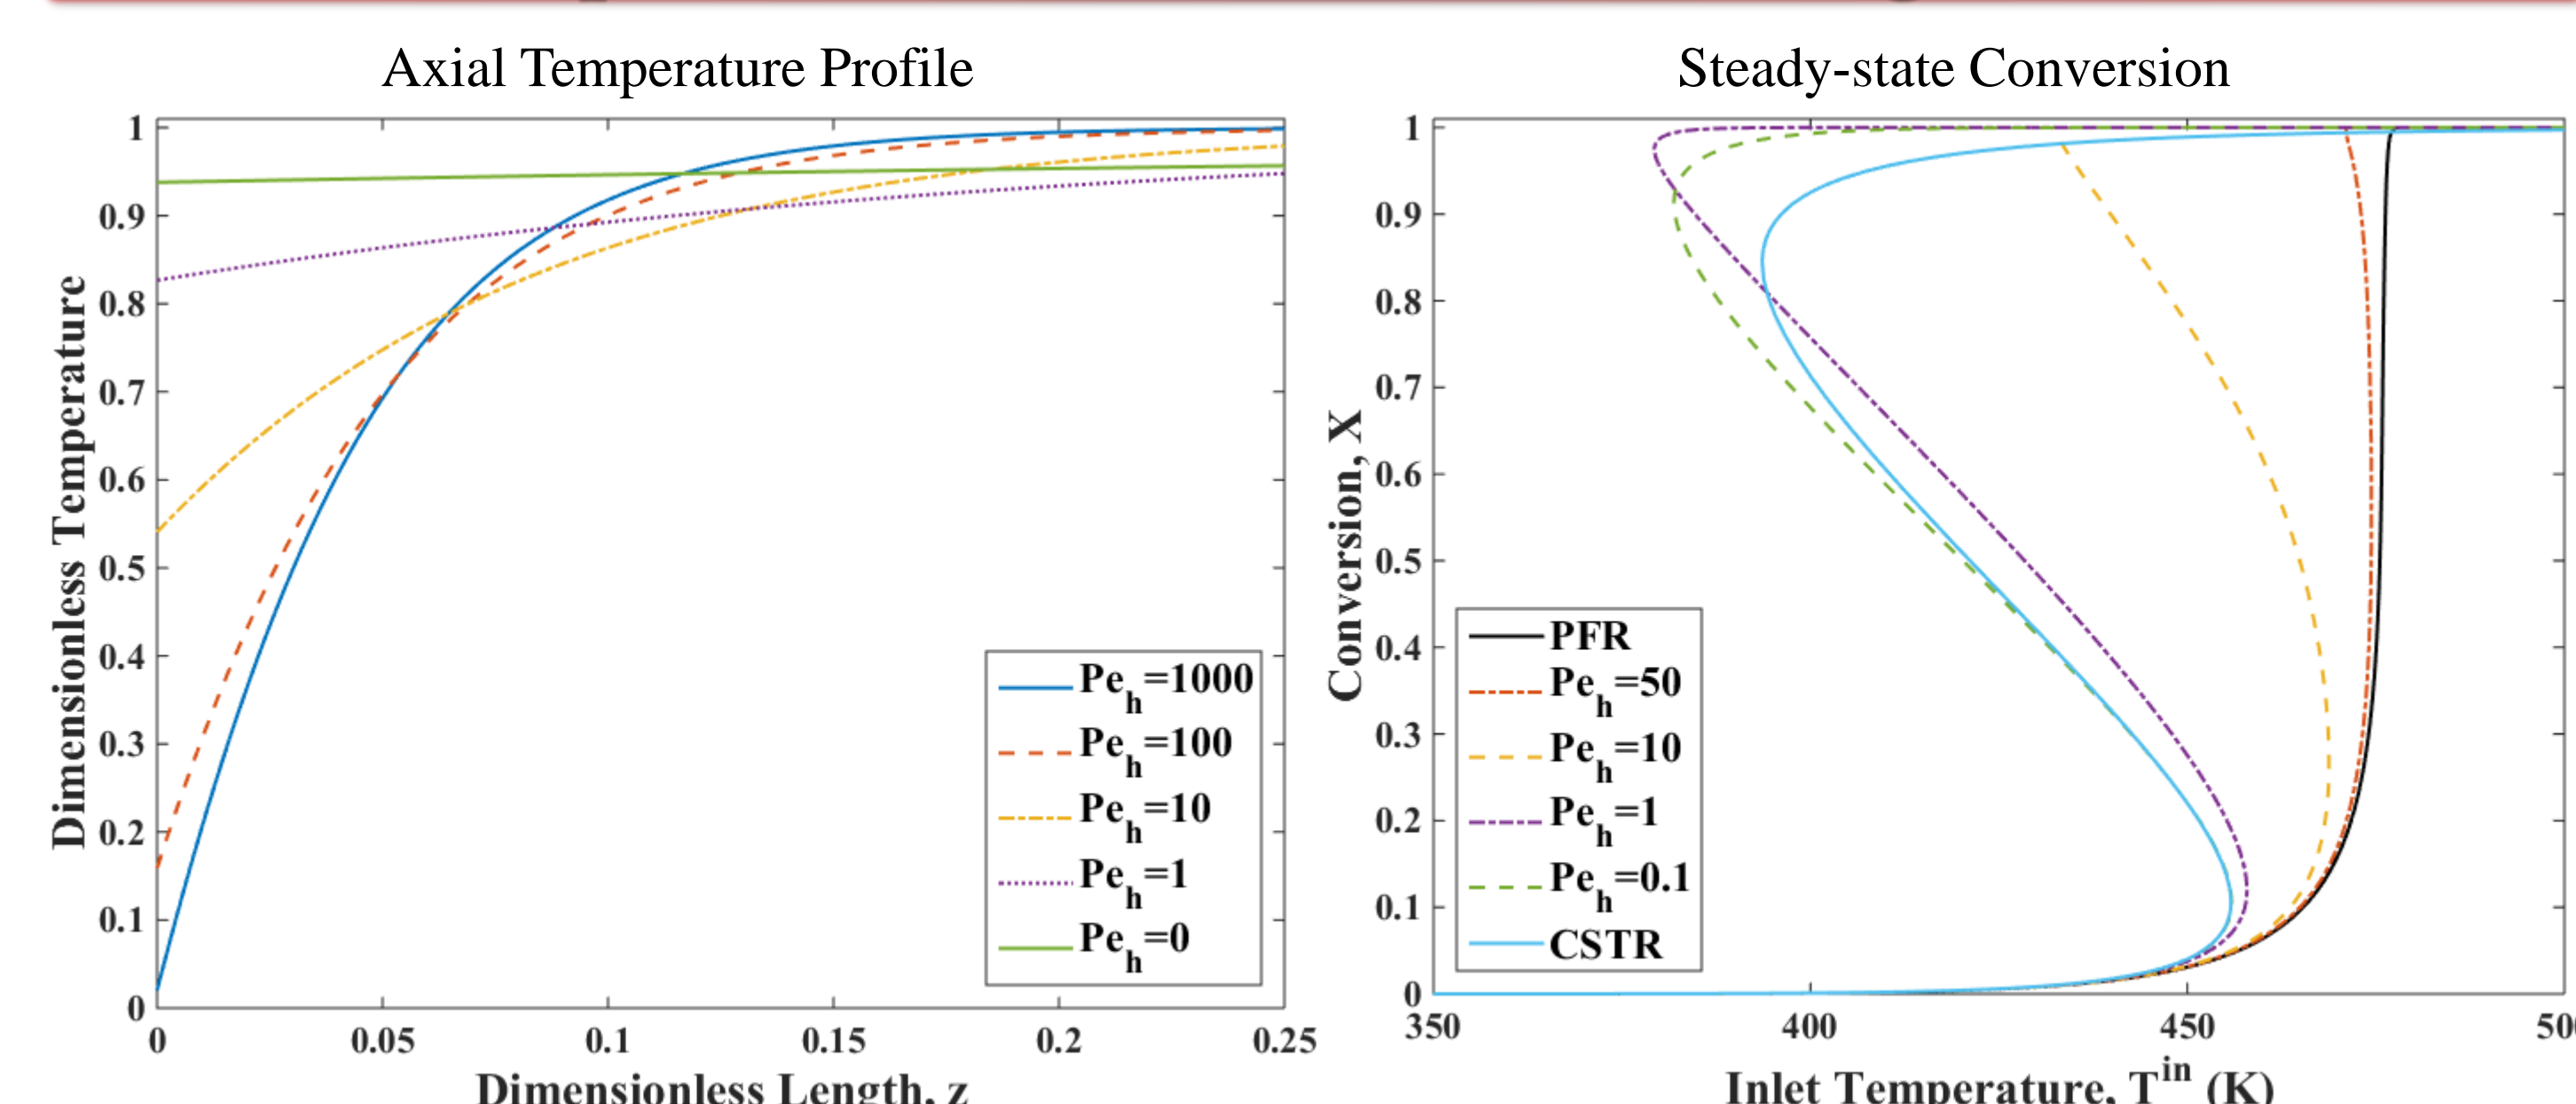 Axial Temperature Profile
1
0.9
0.8
0.7
0.6
0.5
0.4
0.3
0.2
0.1
0
Dimensionless Temperature
Pe_h=1000
Pe_h=100
Pe_h=10
Pe_h=1
Pe_h=0
0 0.05 0.1 0.15 0.2 0.25
Dimensionless Length, z
Steady-state Conversion
1
0.9
0.8
0.7
0.6
0.5
0.4
0.3
0.2
0.1
0
Conversion, X
PFR
Pe_h=50
Pe_h=10
Pe_h=1
Pe_h=0.1
CSTR
350 400 450 50
Inlet Temperature, T^in (K)